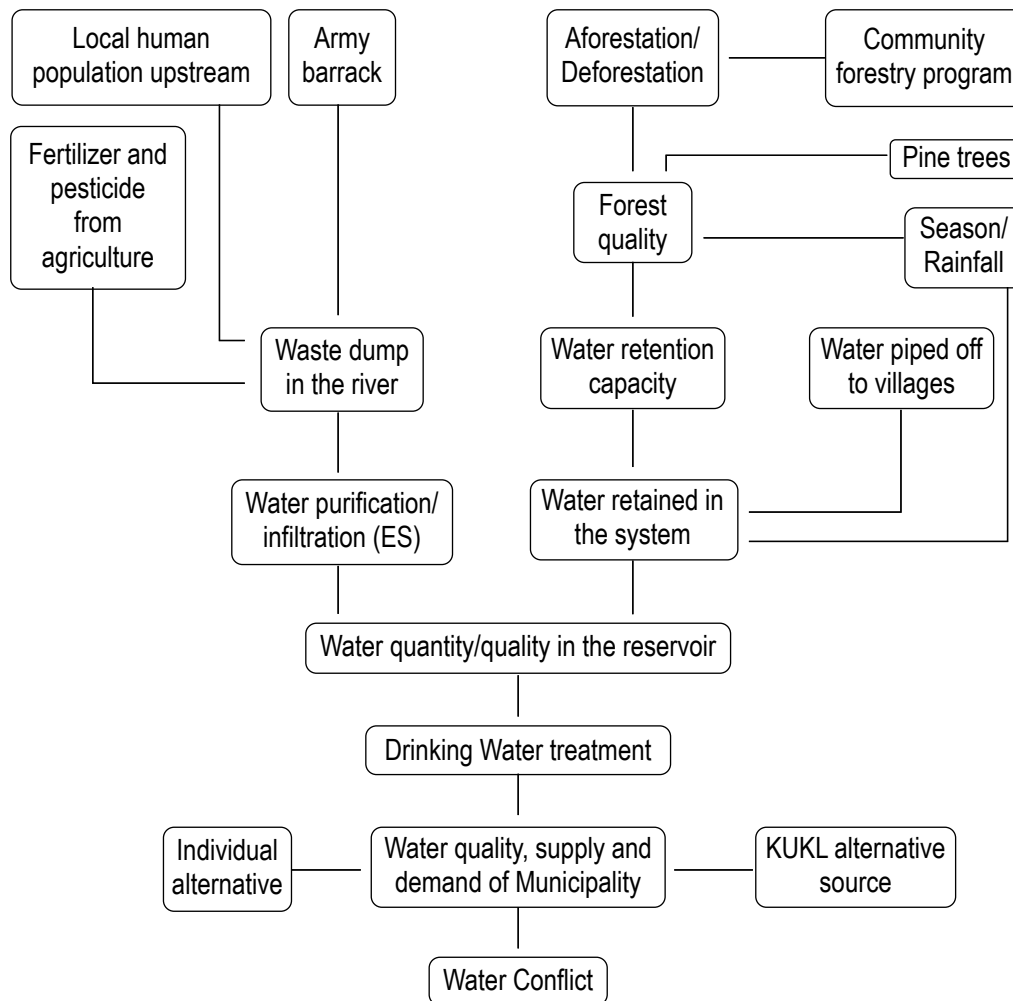 Local human
population upstream
Army
barrack
Aforestation/
Deforestation
Community
forestry program
Fertilizer and
pesticide
from
agriculture
Pine trees
Forest
quality
Season/
Rainfall
Waste dump
in the river
Water retention
capacity
Water piped off
to villages
Water purification/
infiltration (ES)
Water retained in
the system
Water quantity/quality in the reservoir
Drinking Water treatment
Individual
alternative
Water quality, supply and
demand of Municipality
KUKL alternative
source
Water Conflict